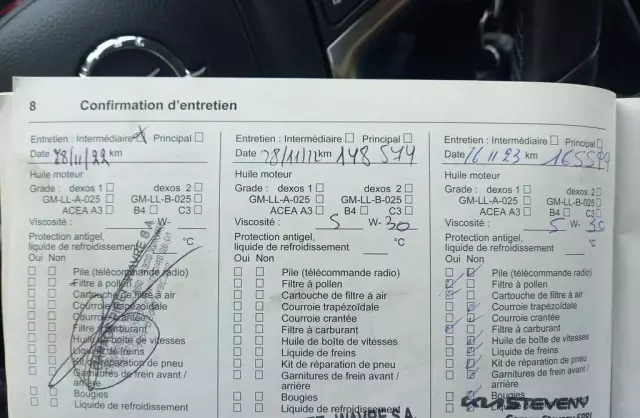 8 Confirmation d'entretien
Entretien : Intermédiaire Principal
Date 28/11/22 km
Huile moteur
Grade : dexos 1 dexos 2
GM-LL-A-025 GM-LL-B-025
ACEA A3 B4 C3
Viscosité : W-
Protection antigel, liquide de refroidissement °C
Oui Non
Pile (télécommande radio)
Filtre à pollen
Cartouche de filtre à air
Courroie trapézoïdale
Courroie crantée
Filtre à carburant
Huile de boîte de vitesses
Liquide de freins
Kit de réparation de pneu
Garnitures de frein avant /
arrière
Bougies
Liquide de refroidissement
Entretien : Intermédiaire Principal
Date 28/11/22 km 148 574
Huile moteur
Grade : dexos 1 dexos 2
GM-LL-A-025 GM-LL-B-025
ACEA A3 B4 C3
Viscosité : 5 W- 30
Protection antigel,
liquide de refroidissement °C
Oui Non
Pile (télécommande radio)
Filtre à pollen
Cartouche de filtre à air
Courroie trapézoïdale
Courroie crantée
Filtre à carburant
Huile de boîte de vitesses
Liquide de freins
Kit de réparation de pneu
Garnitures de frein avant /
arrière
Bougies
Liquide de refroidissement
WAVRE S.A.
Entretien : Intermédiaire Principal
Date 16 11 23 km
Huile moteur
Grade : dexos 1 dexos 2
GM-LL-A-025 GM-LL-B-025
ACEA A3 B4 C3
Viscosité : 5 W- 30
Protection antigel,
liquide de refroidissement °C
Oui Non
Pile (télécommande radio)
Filtre à pollen
Cartouche de filtre à air
Courroie trapézoïdale
Courroie crantée
Filtre à carburant
Huile de boîte de vitesses
Liquide de freins
Kit de réparation de pneu
Garnitures de frein avant /
arrière
Bougies
KIA STEVENY